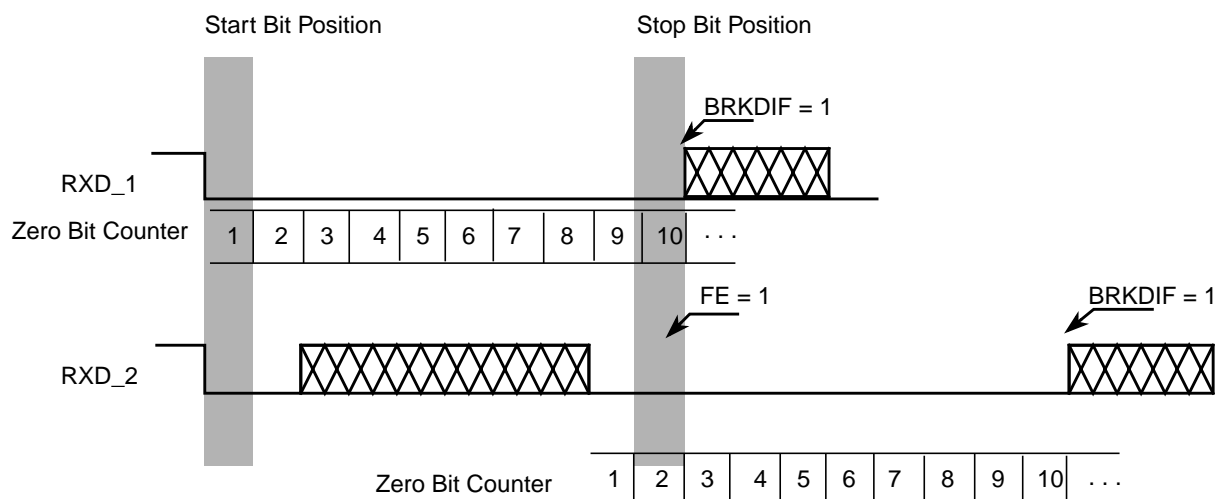 Start Bit Position Stop Bit Position
BRKDIF = 1
RXD_1
Zero Bit Counter 1 2 3 4 5 6 7 8 9 10 . . .
FE = 1 BRKDIF = 1
RXD_2
Zero Bit Counter 1 2 3 4 5 6 7 8 9 10 . . .